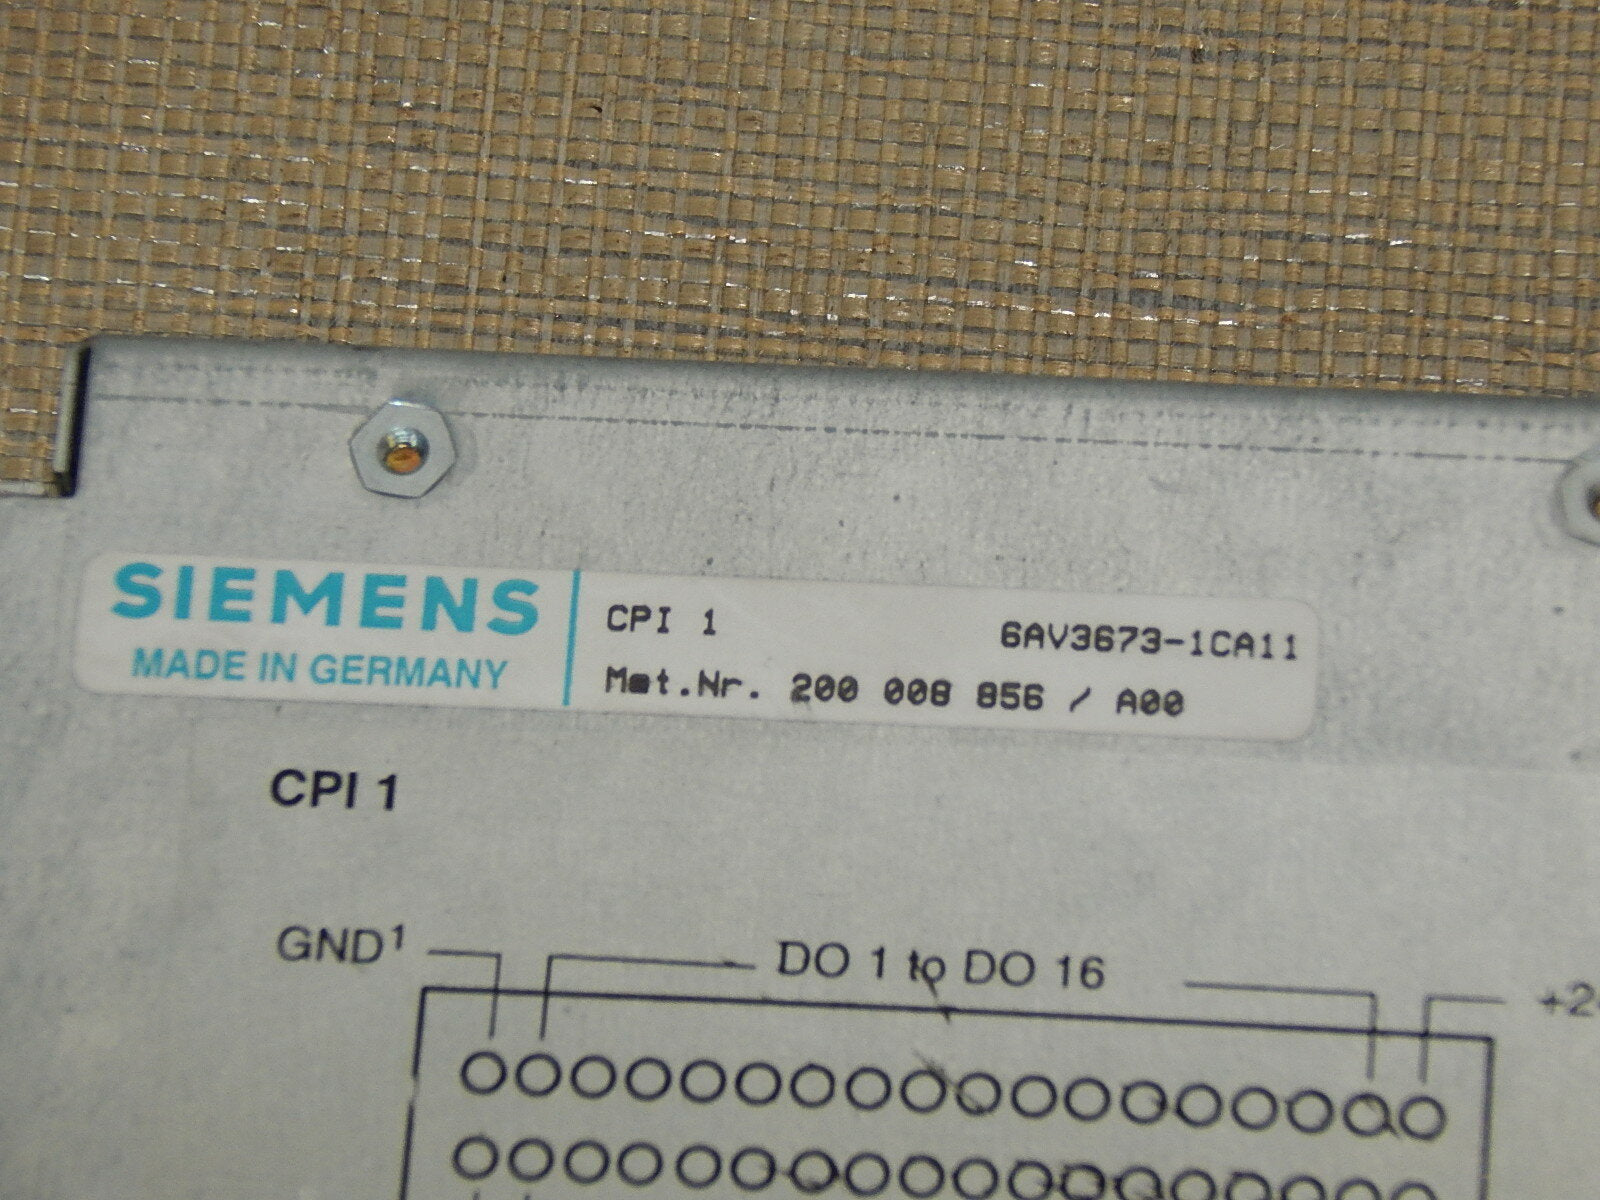 SIEMENS
MADE IN GERMANY
CPI 1 6AV3673-1CA11
Mat.Nr. 200 008 856 / A00
CPI 1
GND¹ DO 1 to DO 16